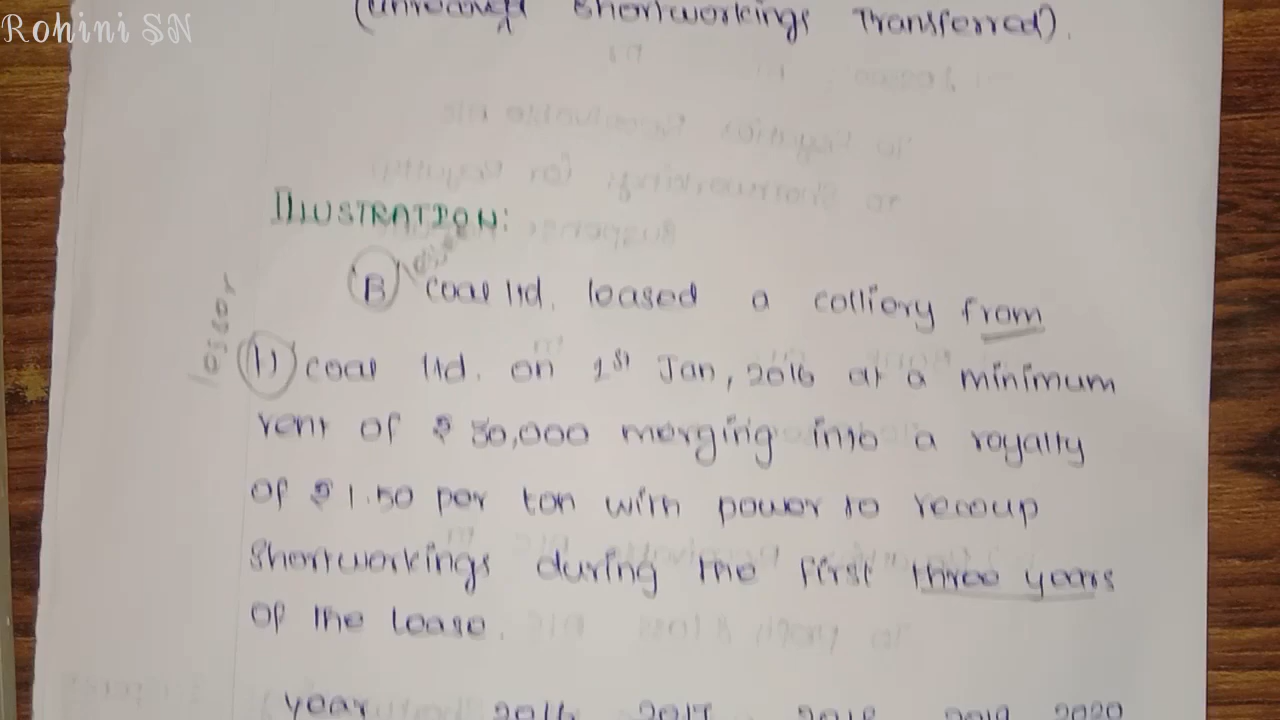 Rohini SN
shortworkings Transferred).
ILLUSTRATION:
B coal ltd. leased a colliery from
lessor
H coal ltd. on 1st Jan, 2016 at a minimum
rent of $ 30,000 merging into a royalty
of $ 1.50 per ton with power to recoup
shortworkings during the first three years
of the lease.
year 2016 2017 2018 2019 2020